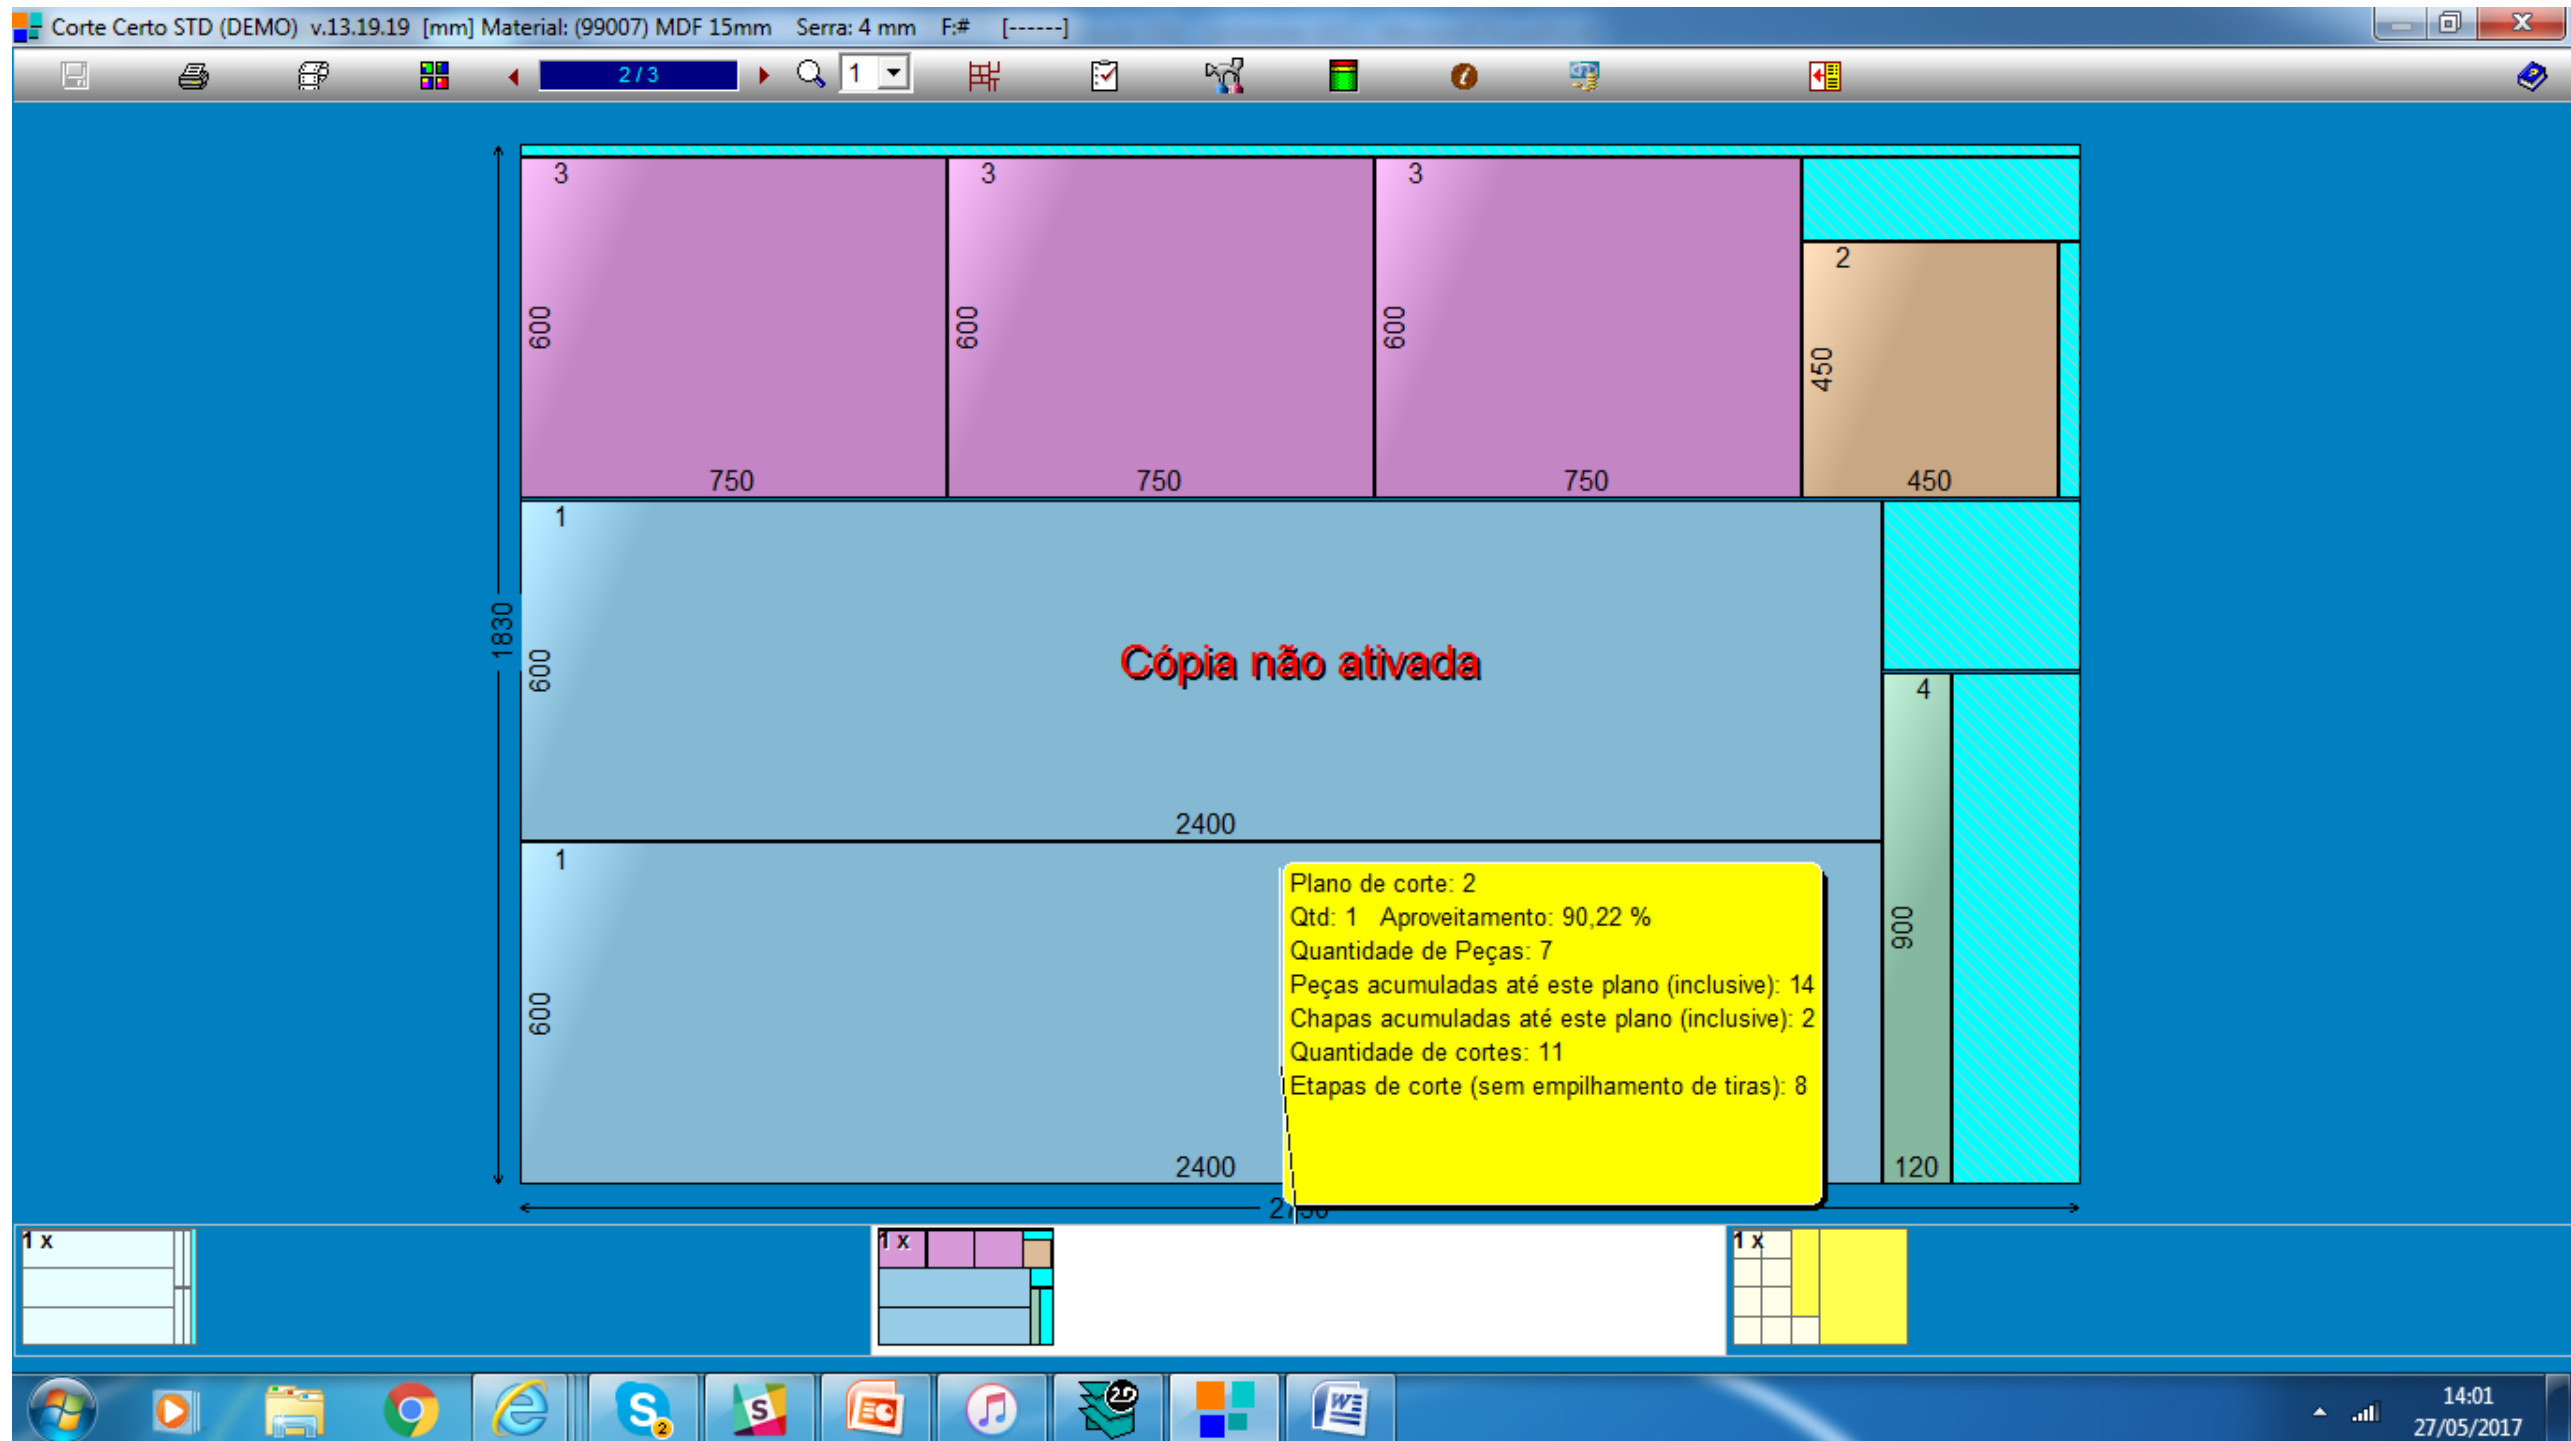 Corte Certo STD (DEMO) v.13.19.19 [mm] Material: (99007) MDF 15mm Serra: 4 mm F:# [------]
2 / 3
1
3 3 3
2
600 600 600
450
750 750 750 450
1
1830
600
Cópia não ativada
4
2400
1
Plano de corte: 2
Qtd: 1 Aproveitamento: 90,22 %
Quantidade de Peças: 7
Peças acumuladas até este plano (inclusive): 14
Chapas acumuladas até este plano (inclusive): 2
Quantidade de cortes: 11
Etapas de corte (sem empilhamento de tiras): 8
900
600
2400
120
1 x
1 x
1 x
S 2
S
2D
W
14:01
27/05/2017